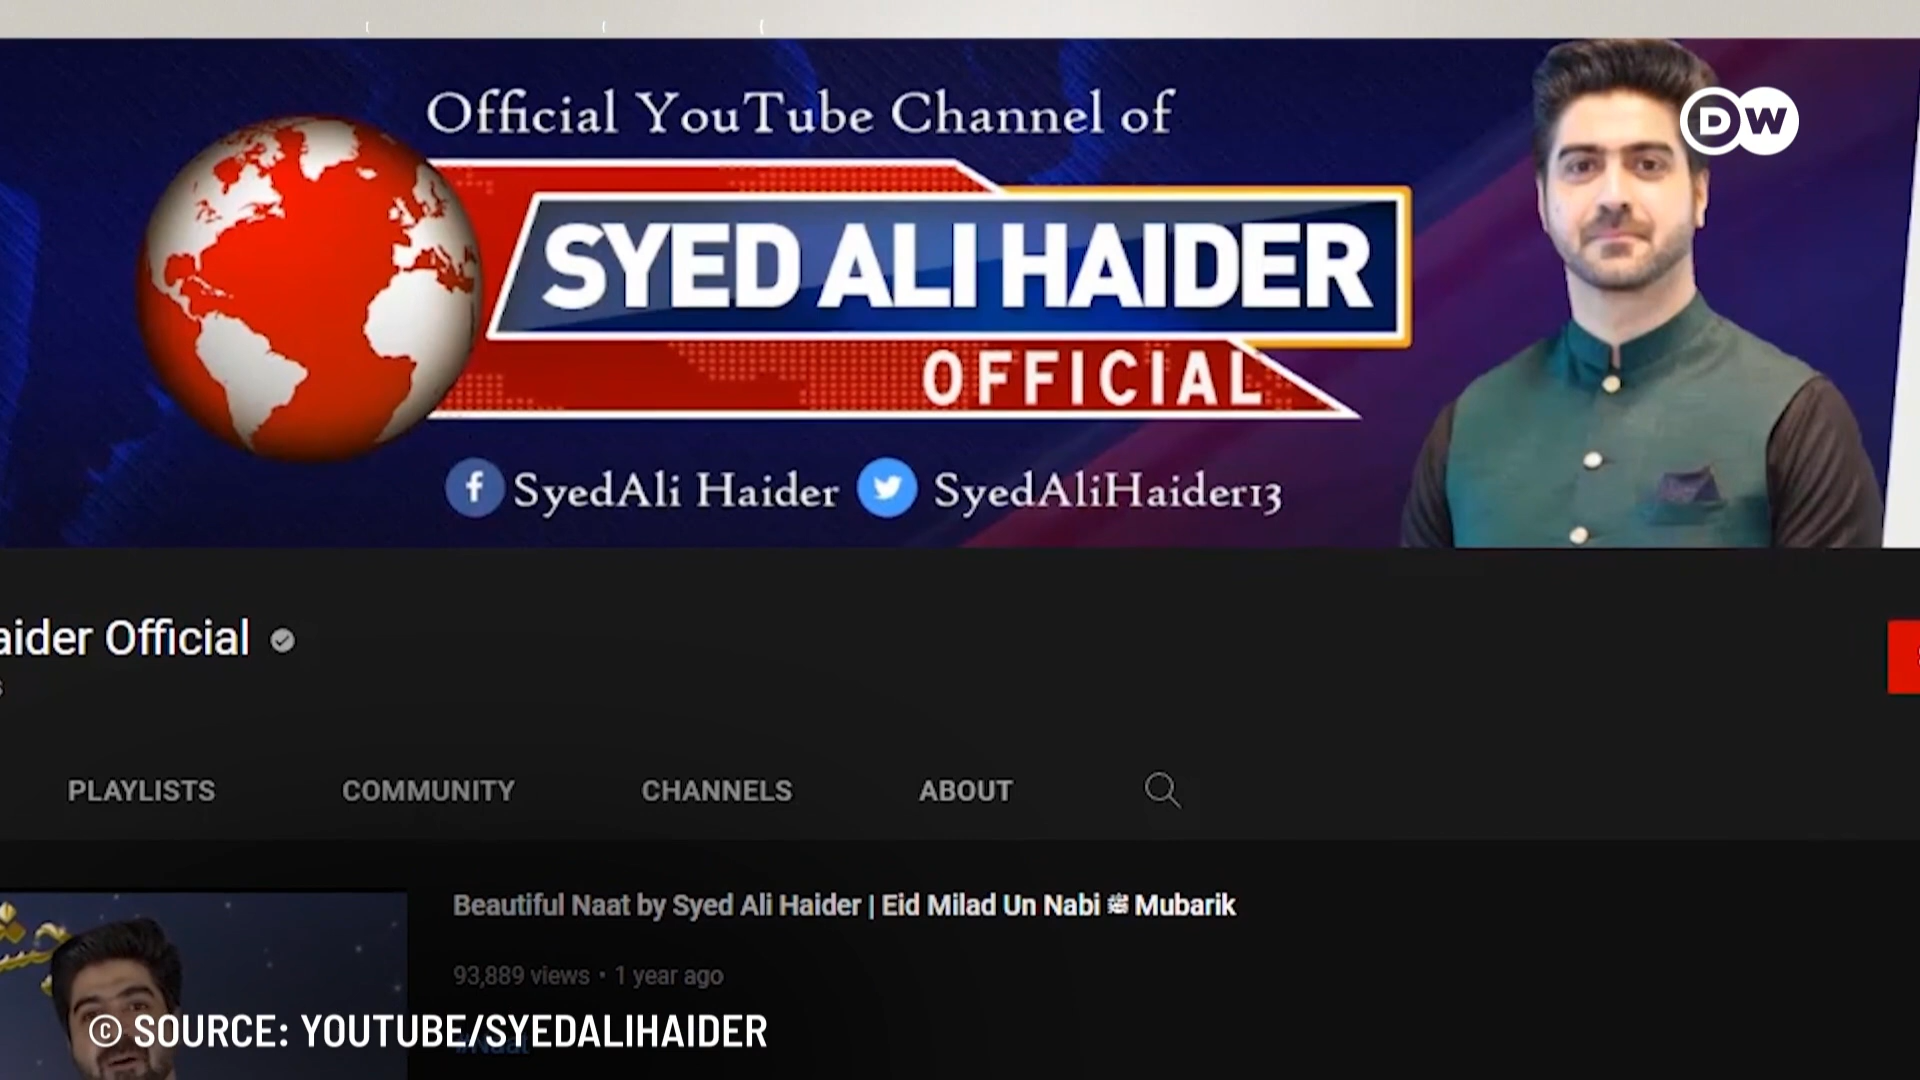 Official YouTube Channel of
DW
SYED ALI HAIDER
OFFICIAL
f SyedAli Haider SyedAliHaider13
aider Official
PLAYLISTS COMMUNITY CHANNELS ABOUT
Beautiful Naat by Syed Ali Haider | Eid Milad Un Nabi ﷺ Mubarik
93,889 views • 1 year ago
© SOURCE: YOUTUBE/SYEDALIHAIDER
#Naat